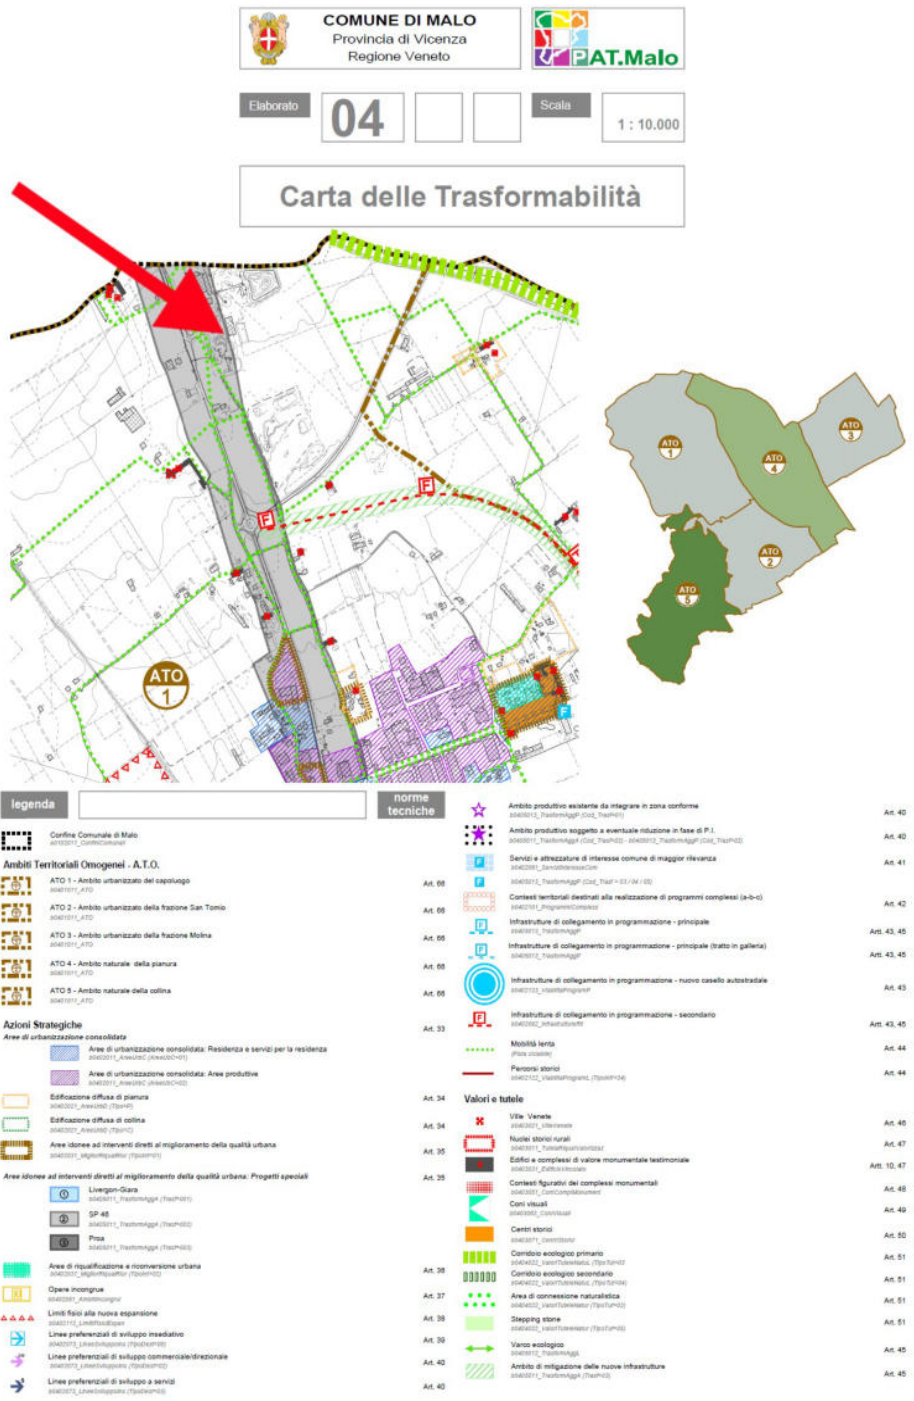 COMUNE DI MALO
Provincia di Vicenza
Regione Veneto
PAT.Malo
Elaborato
04
Scala
1 : 10.000
Carta delle Trasformabilità
ATO
1
ATO
3
ATO
4
ATO
2
ATO
5
F
F
ATO
1
F
legenda
norme
tecniche
Confine Comunale di Malo
Ambiti Territoriali Omogenei - A.T.O.
ATO 1 - Ambito urbanizzato del capoluogo
Art. 66
ATO 2 - Ambito urbanizzato della frazione San Tomio
Art. 66
ATO 3 - Ambito urbanizzato della frazione Molina
Art. 66
ATO 4 - Ambito naturale della pianura
Art. 66
ATO 5 - Ambito naturale della collina
Art. 66
Azioni Strategiche
Art. 33
Aree di urbanizzazione consolidata
Aree di urbanizzazione consolidata: Residenza e servizi per la residenza
Aree di urbanizzazione consolidata: Aree produttive
Edificazione diffusa di pianura
Art. 34
Edificazione diffusa di collina
Art. 34
Aree idonee ad interventi diretti al miglioramento della qualità urbana
Art. 35
Aree idonee ad interventi diretti al miglioramento della qualità urbana: Progetti speciali
Art. 35
1
Livergon-Giara
2
SP 46
3
Proa
Aree di riqualificazione e riconversione urbana
Art. 36
Opere incongrue
Art. 37
Limiti fisici alla nuova espansione
Art. 38
Linee preferenziali di sviluppo insediativo
Art. 39
Linee preferenziali di sviluppo commerciale/direzionale
Art. 40
Linee preferenziali di sviluppo a servizi
Art. 40
Ambito produttivo esistente da integrare in zona conforme
Art. 40
Ambito produttivo soggetto a eventuale riduzione in fase di P.I.
Art. 40
F
Servizi e attrezzature di interesse comune di maggior rilevanza
Art. 41
F
Contesti territoriali destinati alla realizzazione di programmi complessi (a-b-c)
Art. 42
F
Infrastrutture di collegamento in programmazione - principale
Artt. 43, 45
F
Infrastrutture di collegamento in programmazione - principale (tratto in galleria)
Artt. 43, 45
Infrastrutture di collegamento in programmazione - nuovo casello autostradale
Art. 43
F
Infrastrutture di collegamento in programmazione - secondario
Artt. 43, 45
Mobilità lenta
(Piste ciclabili)
Art. 44
Percorsi storici
Art. 44
Valori e tutele
Ville Venete
Art. 46
Nuclei storici rurali
Art. 47
Edifici e complessi di valore monumentale testimoniale
Artt. 10, 47
Contesti figurativi dei complessi monumentali
Art. 48
Coni visuali
Art. 49
Centri storici
Art. 50
Corridoio ecologico primario
Art. 51
Corridoio ecologico secondario
Art. 51
Area di connessione naturalistica
Art. 51
Stepping stone
Art. 51
Varco ecologico
Art. 45
Ambito di mitigazione delle nuove infrastrutture
Art. 45